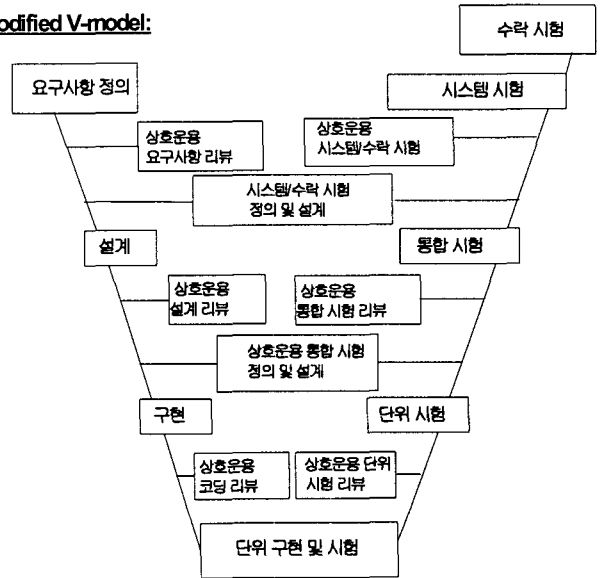 odified V-model:
수락 시험
요구사항 정의
시스템 시험
상호운용
요구사항 리뷰
상호운용
시스템/수락 시험
시스템/수락 시험
정의 및 설계
설계
통합 시험
상호운용
설계 리뷰
상호운용
통합 시험 리뷰
상호운용 통합 시험
정의 및 설계
구현
단위 시험
상호운용
코딩 리뷰
상호운용 단위
시험 리뷰
단위 구현 및 시험